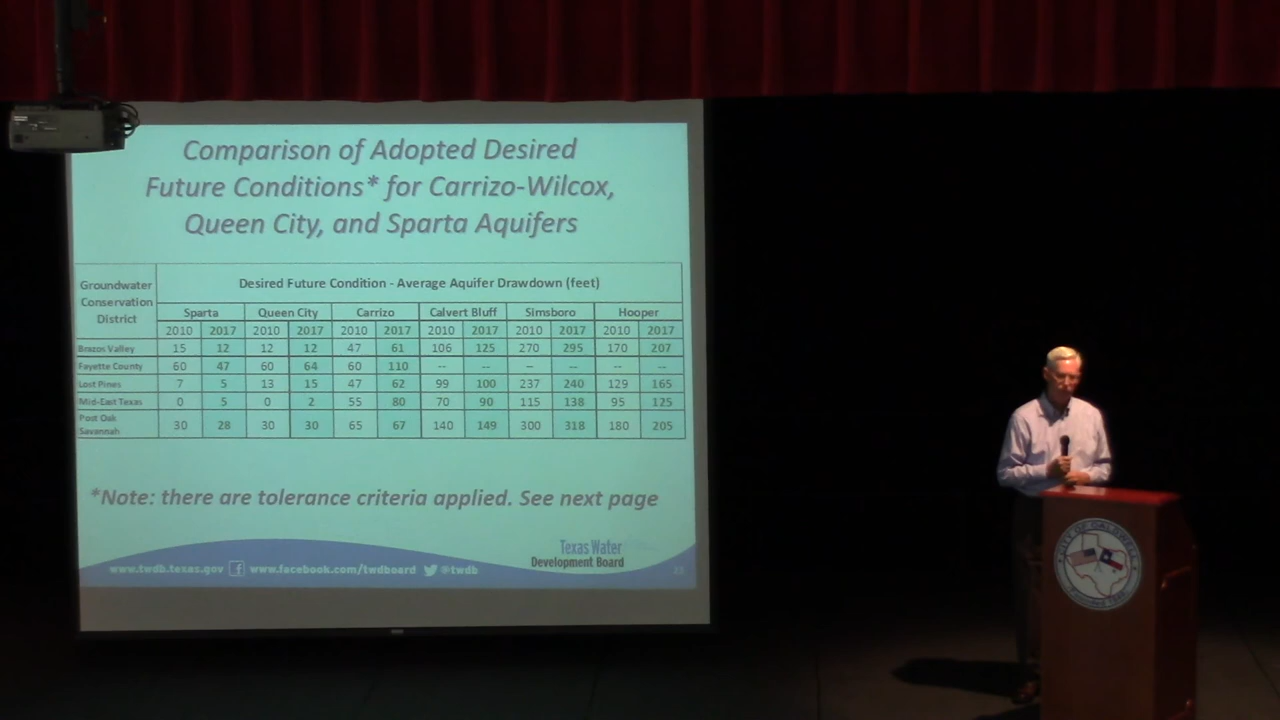 Comparison of Adopted Desired
Future Conditions* for Carrizo-Wilcox,
Queen City, and Sparta Aquifers
Groundwater
Conservation
District
Desired Future Condition - Average Aquifer Drawdown (feet)
Sparta Queen City Carrizo Calvert Bluff Simsboro Hooper
2010 2017 2010 2017 2010 2017 2010 2017 2010 2017 2010 2017
Brazos Valley 15 12 12 12 47 61 106 125 270 295 170 207
Fayette County 60 47 60 64 60 110 -- -- -- -- -- --
Lost Pines 7 5 13 15 47 62 99 100 237 240 129 165
Mid-East Texas 0 5 0 2 55 80 70 90 115 138 95 125
Post Oak
Savannah 30 28 30 30 65 67 140 149 300 318 180 205
*Note: there are tolerance criteria applied. See next page
Texas Water
Development Board
www.twdb.texas.gov f www.facebook.com/twdboard @twdb
CITY OF CALDWELL